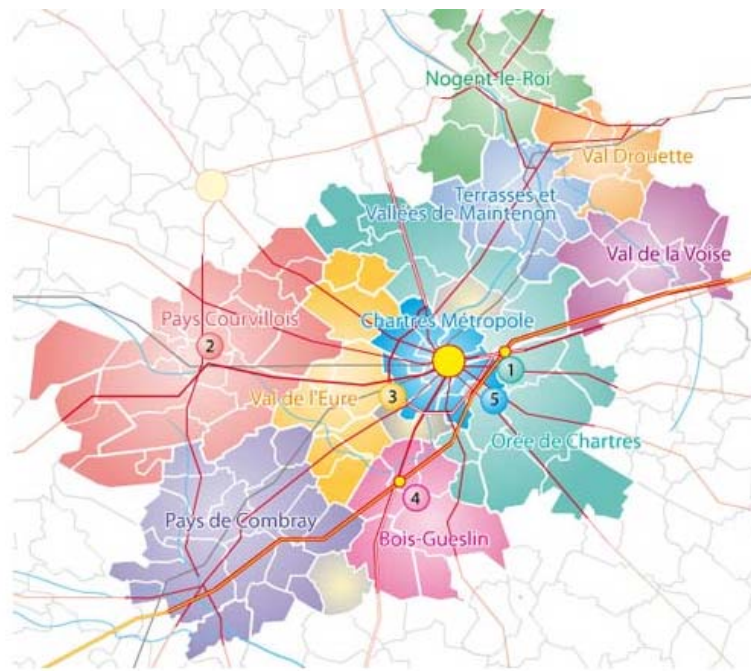 Nogent-le-Roi
Val Drouette
Terrasses et
Vallées de Maintenon
Val de la Voise
Pays Courvillois
Chartres Métropole
2
1
Val de l'Eure
3
5
Orée de Chartres
4
Pays de Combray
Bois-Gueslin